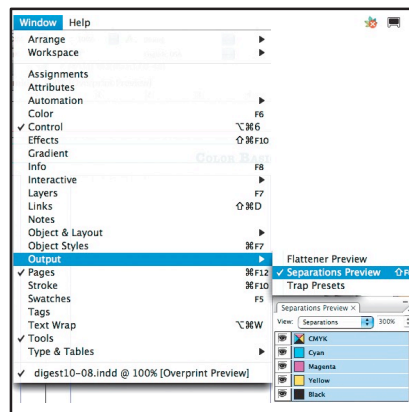 Window Help
Arrange
Workspace
Assignments
Attributes
Automation
Color F6
✓ Control ⌥⌘6
Effects ⇧⌘F10
Gradient
Info F8
Interactive
Layers F7
Links ⇧⌘D
Notes
Object & Layout
Object Styles ⌘F7
Output
Flattener Preview
✓ Pages ⌘F12
✓ Separations Preview
Stroke ⌘F10
Trap Presets
Swatches F5
Tags
Separations Preview
Text Wrap ⌥⌘W
View: Separations 300%
✓ Tools
CMYK
Type & Tables
Cyan
Magenta
✓ digest10-08.indd @ 100% [Overprint Preview]
Yellow
Black